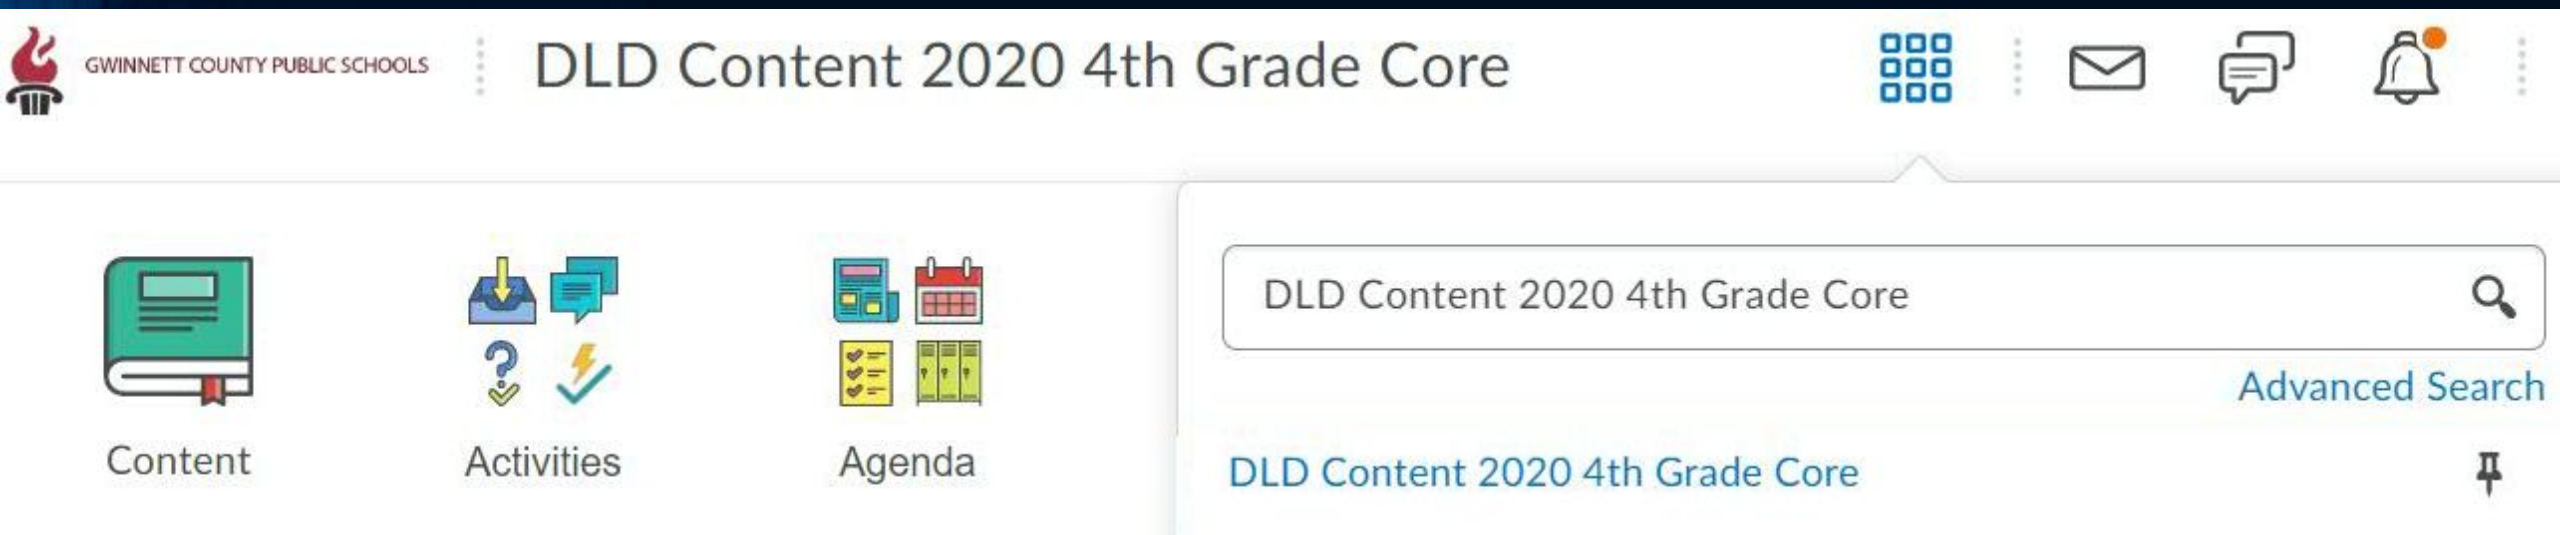 GWINNETT COUNTY PUBLIC SCHOOLS
DLD Content 2020 4th Grade Core
DLD Content 2020 4th Grade Core
Advanced Search
DLD Content 2020 4th Grade Core
Content
Activities
Agenda